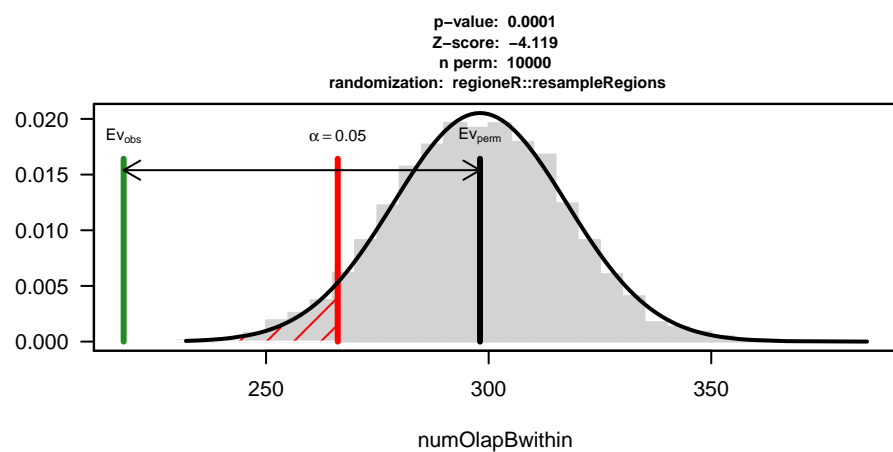 p-value: 0.0001
Z-score: −4.119
n perm: 10000
randomization: regioneR::resampleRegions
0.020
0.015
0.010
0.005
0.000
Evobs
α = 0.05
Evperm
250
300
350
numOlapBwithin